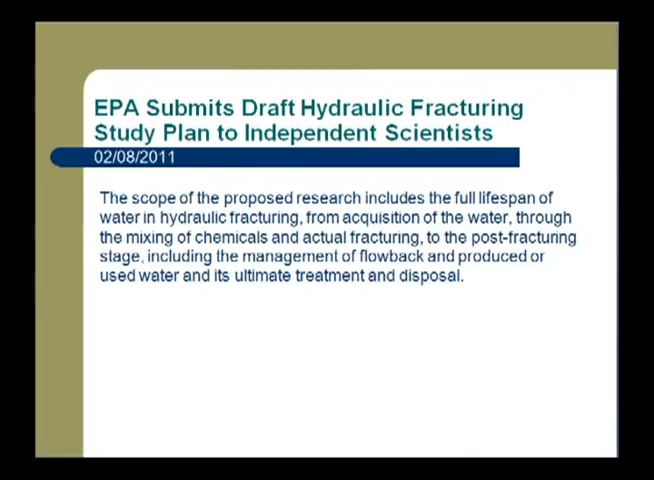 EPA Submits Draft Hydraulic Fracturing
Study Plan to Independent Scientists
02/08/2011
The scope of the proposed research includes the full lifespan of
water in hydraulic fracturing, from acquisition of the water, through
the mixing of chemicals and actual fracturing, to the post-fracturing
stage, including the management of flowback and produced or
used water and its ultimate treatment and disposal.